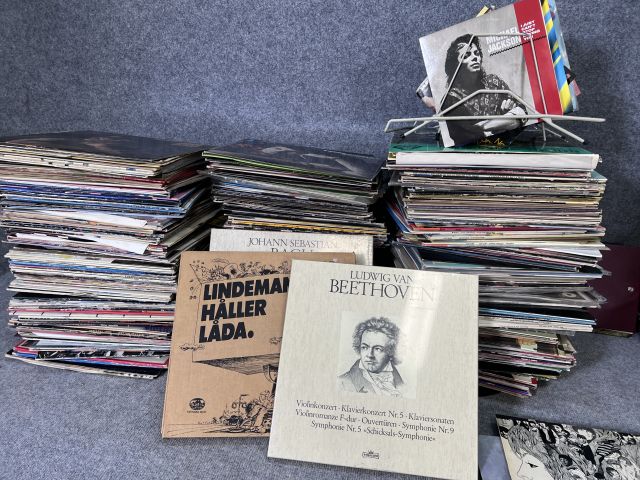 MICHAEL
JACKSON
JOHANN SEBASTIAN
BACH
LINDEMAN
HÅLLER
LÅDA.
LUDWIG VAN
BEETHOVEN
Violinkonzert · Klavierkonzert Nr. 5 · Klaviersonaten
Violinromanze F-dur · Ouvertüren · Symphonie Nr. 9
Symphonie Nr. 5 »Schicksals-Symphonie«